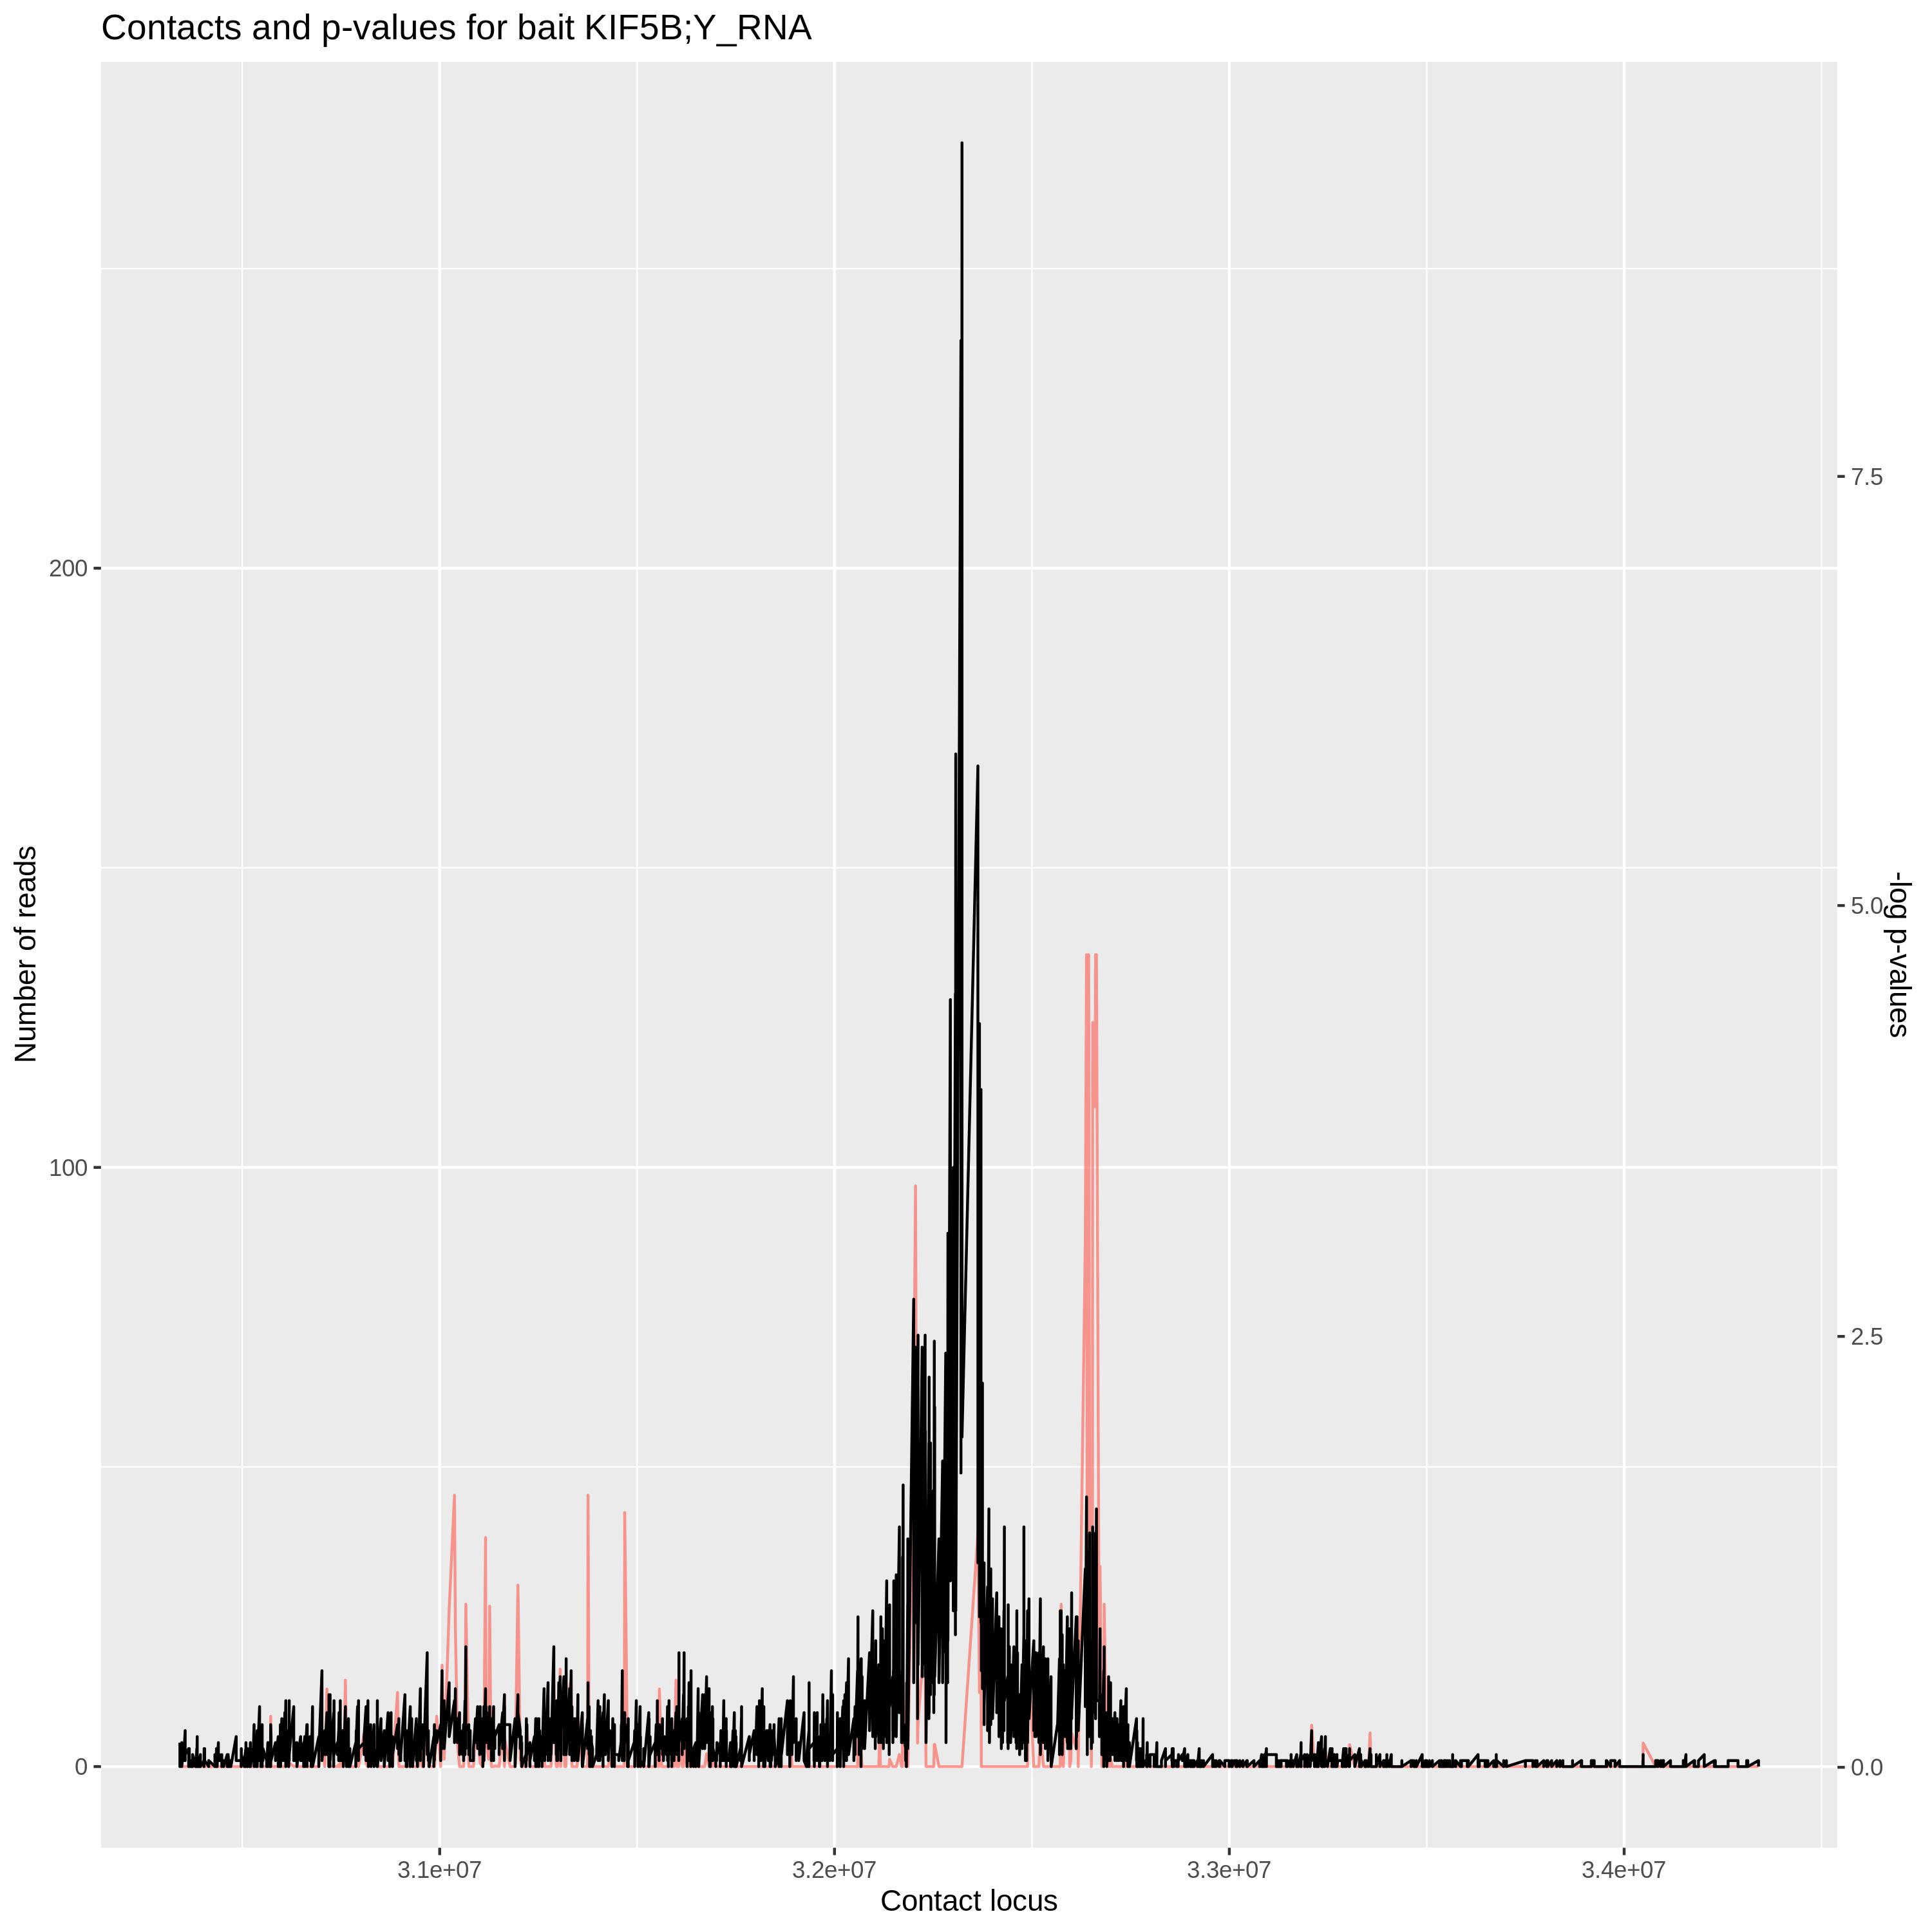 Contacts and p-values for bait KIF5B;Y_RNA
Number of reads
200
100
0
7.5
5.0
2.5
0.0
-log p-values
3.1e+07 3.2e+07 3.3e+07 3.4e+07
Contact locus